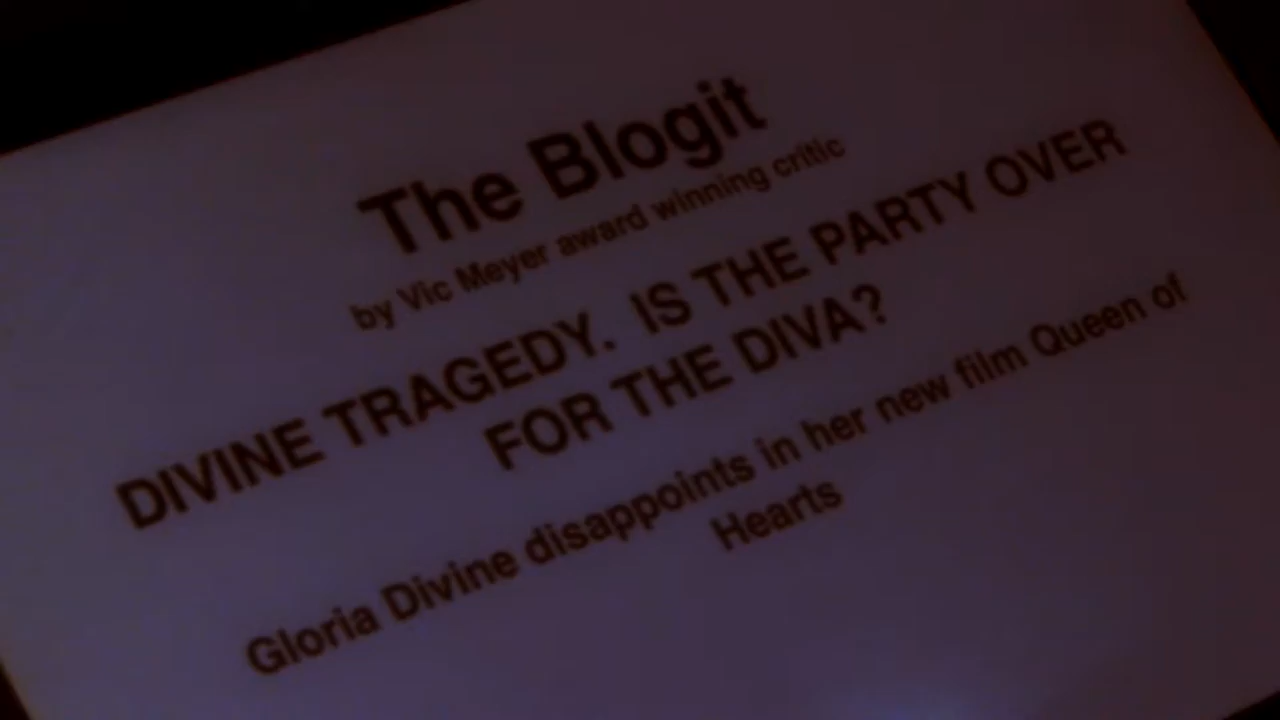 The Blogit
by Vic Meyer award winning critic
DIVINE TRAGEDY. IS THE PARTY OVER
FOR THE DIVA?
Gloria Divine disappoints in her new film Queen of
Hearts